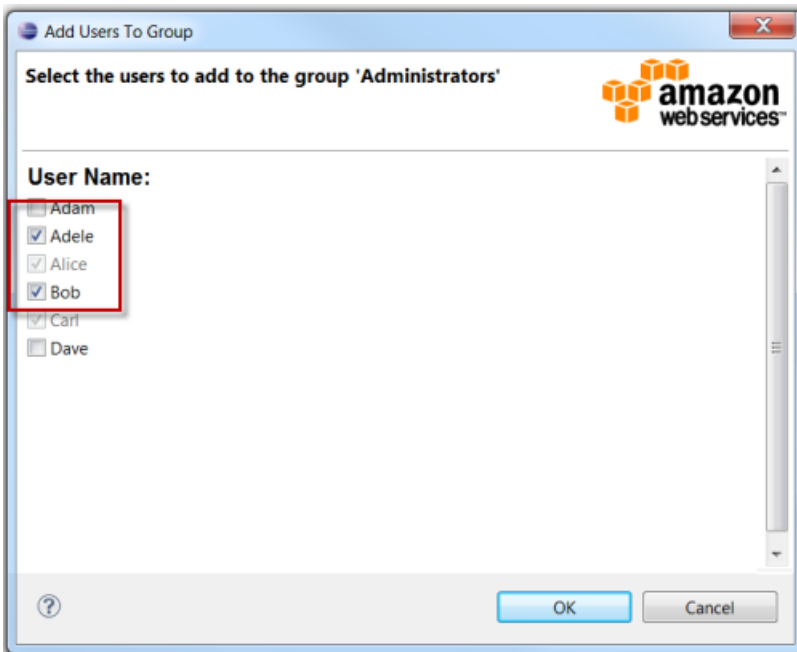 Add Users To Group
Select the users to add to the group 'Administrators'
amazon
webservices™
User Name:
Adam
Adele
Alice
Bob
Carl
Dave
?
OK
Cancel